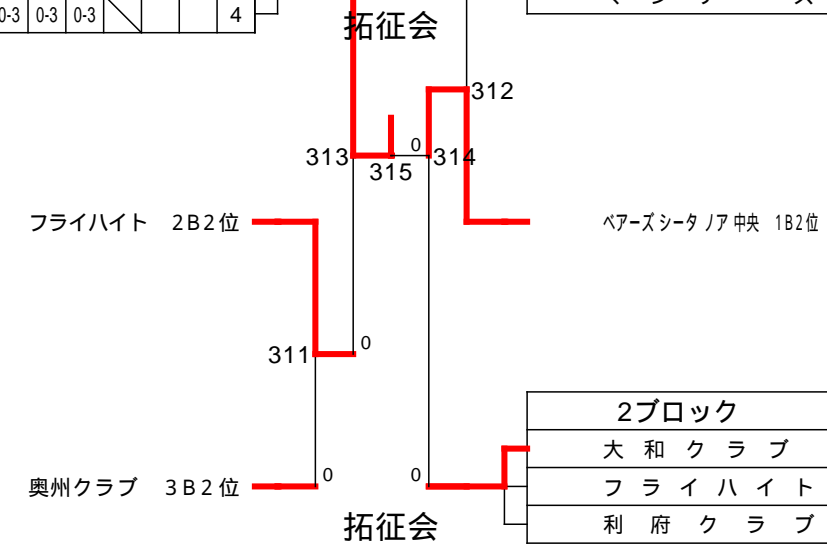 0-3 0-3 0-3 4
拓征会
312
313 0 314
315
フライハイト 2B2位
ベアーズシータノア中央 1B2位
311 0
2ブロック
大和クラブ
フライハイト
利府クラブ
奥州クラブ 3B2位 0 0
拓征会